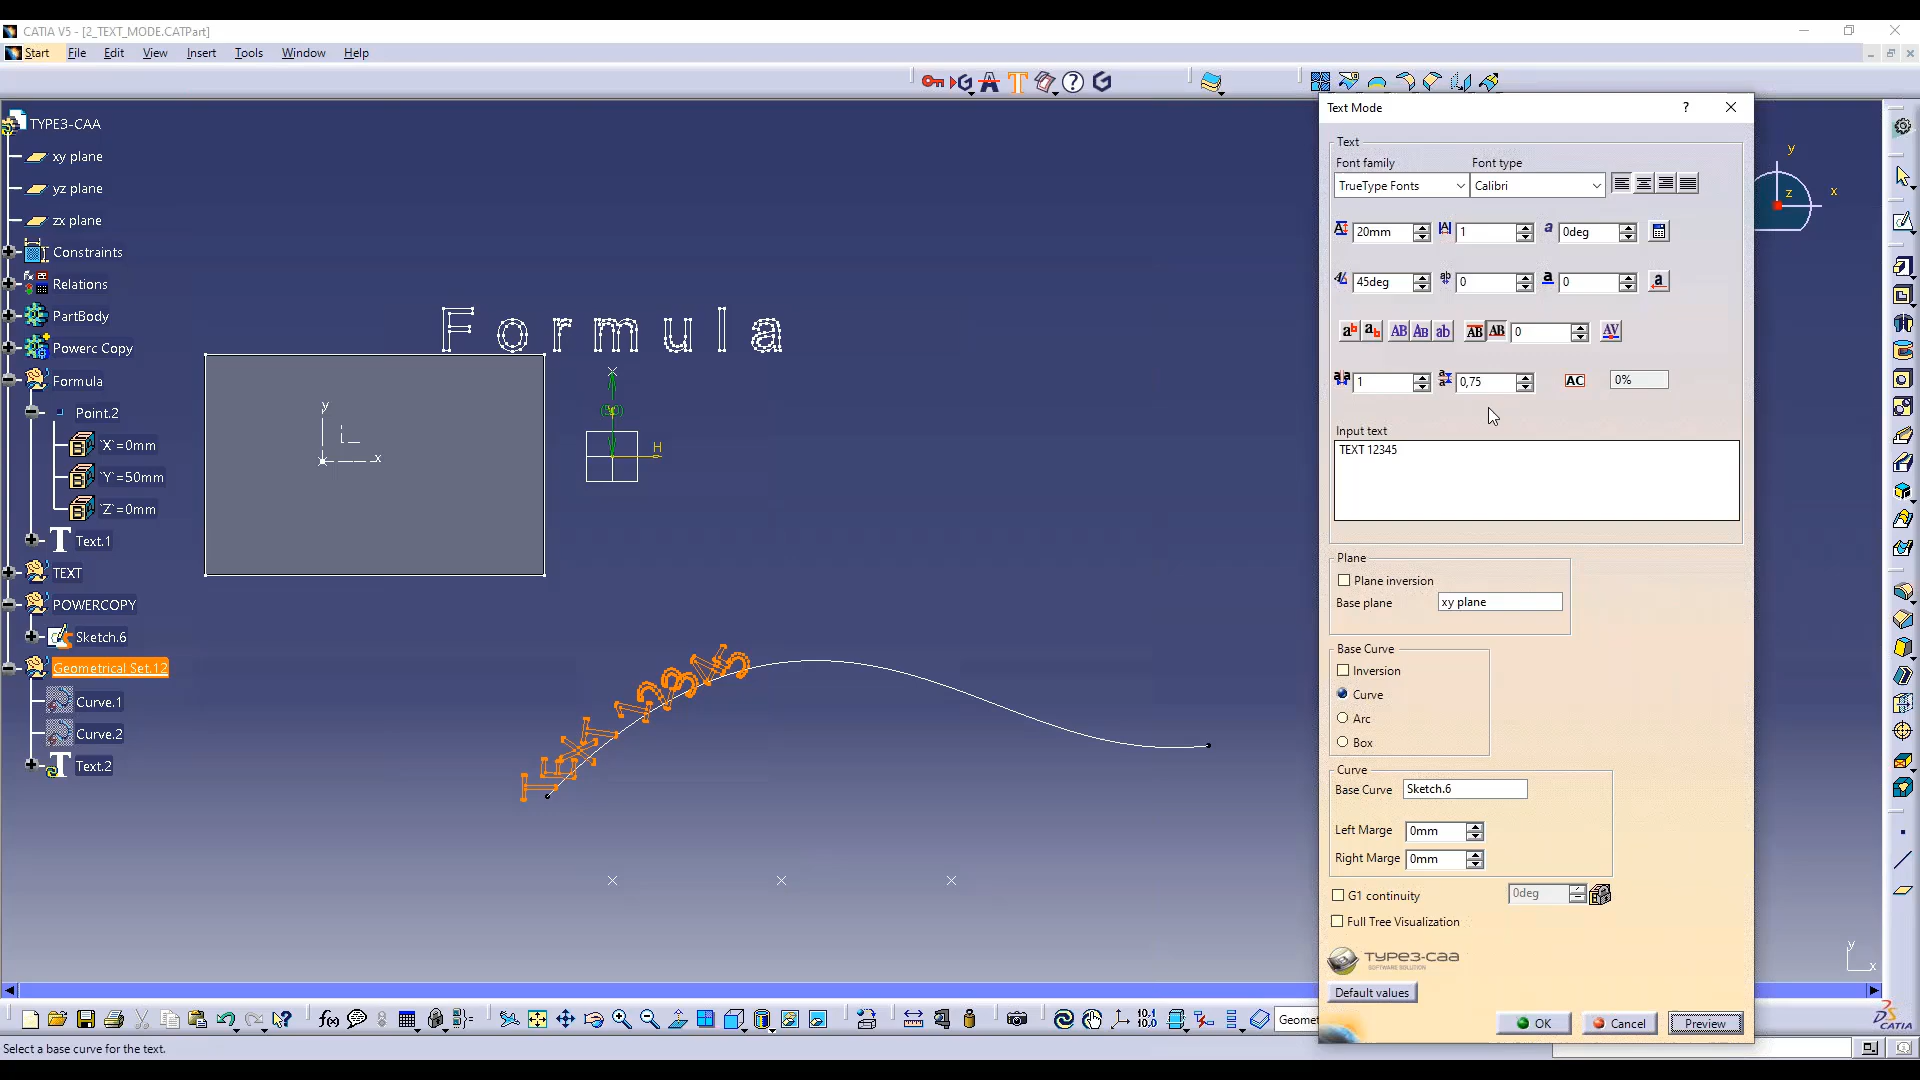 CATIA V5 - [2_TEXT_MODE.CATPart]
Start File Edit View Insert Tools Window Help
TYPE3-CAA
xy plane
yz plane
zx plane
Constraints
Relations
PartBody
Powerc Copy
Formula
Point.2
`X`=0mm
`Y`=50mm
`Z`=0mm
Text.1
TEXT
POWERCOPY
Sketch.6
Geometrical Set.12
Curve.1
Curve.2
Text.2
Formula
y
x
H
TEXT 12345
y
x
z
Text Mode
Text
Font family Font type
TrueType Fonts Calibri
20mm 1 0deg
45deg 0 0
0
1 0,75 AC 0%
Input text
TEXT 12345
Plane
Plane inversion
Base plane xy plane
Base Curve
Inversion
Curve
Arc
Box
Curve
Base Curve Sketch.6
Left Marge 0mm
Right Marge 0mm
G1 continuity 0deg
Full Tree Visualization
TYPE3-CAA
SOFTWARE SOLUTION
Default values
OK Cancel Preview
y
x
Geomet
CATIA
Select a base curve for the text.